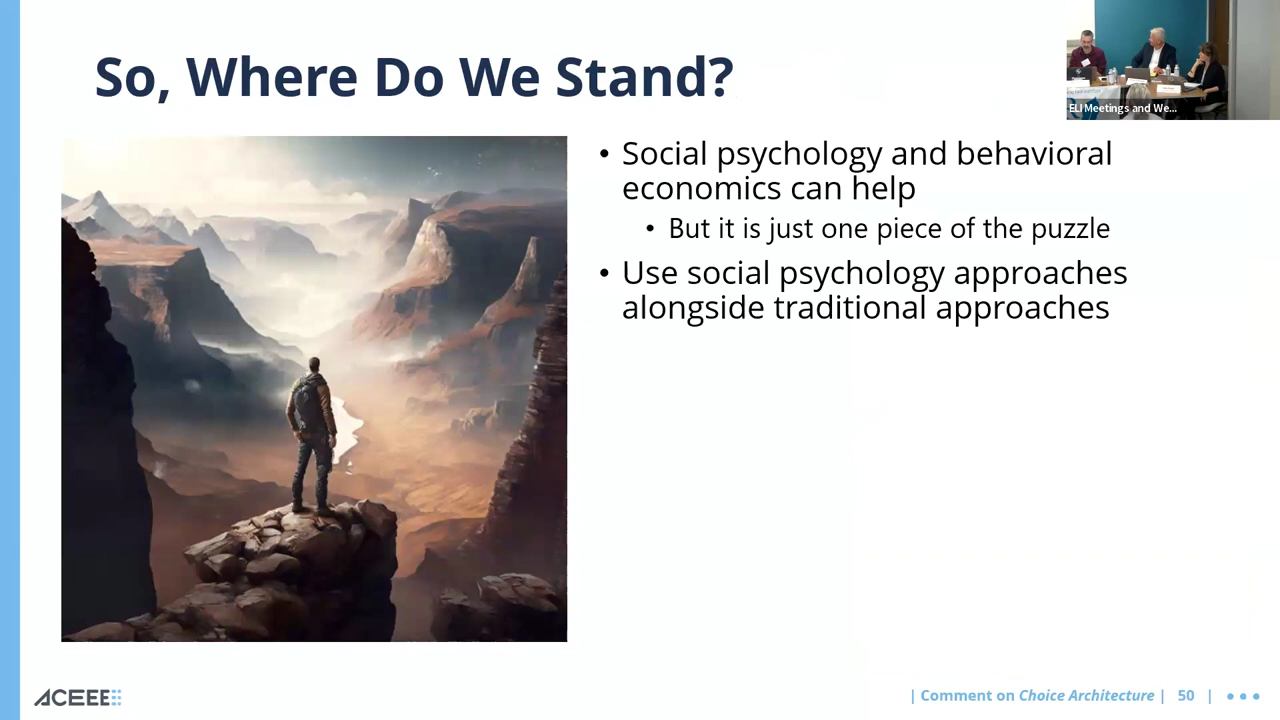 So, Where Do We Stand?
ELI Meetings and We...
• Social psychology and behavioral
economics can help
• But it is just one piece of the puzzle
• Use social psychology approaches
alongside traditional approaches
ACEEE
| Comment on Choice Architecture | 50 |